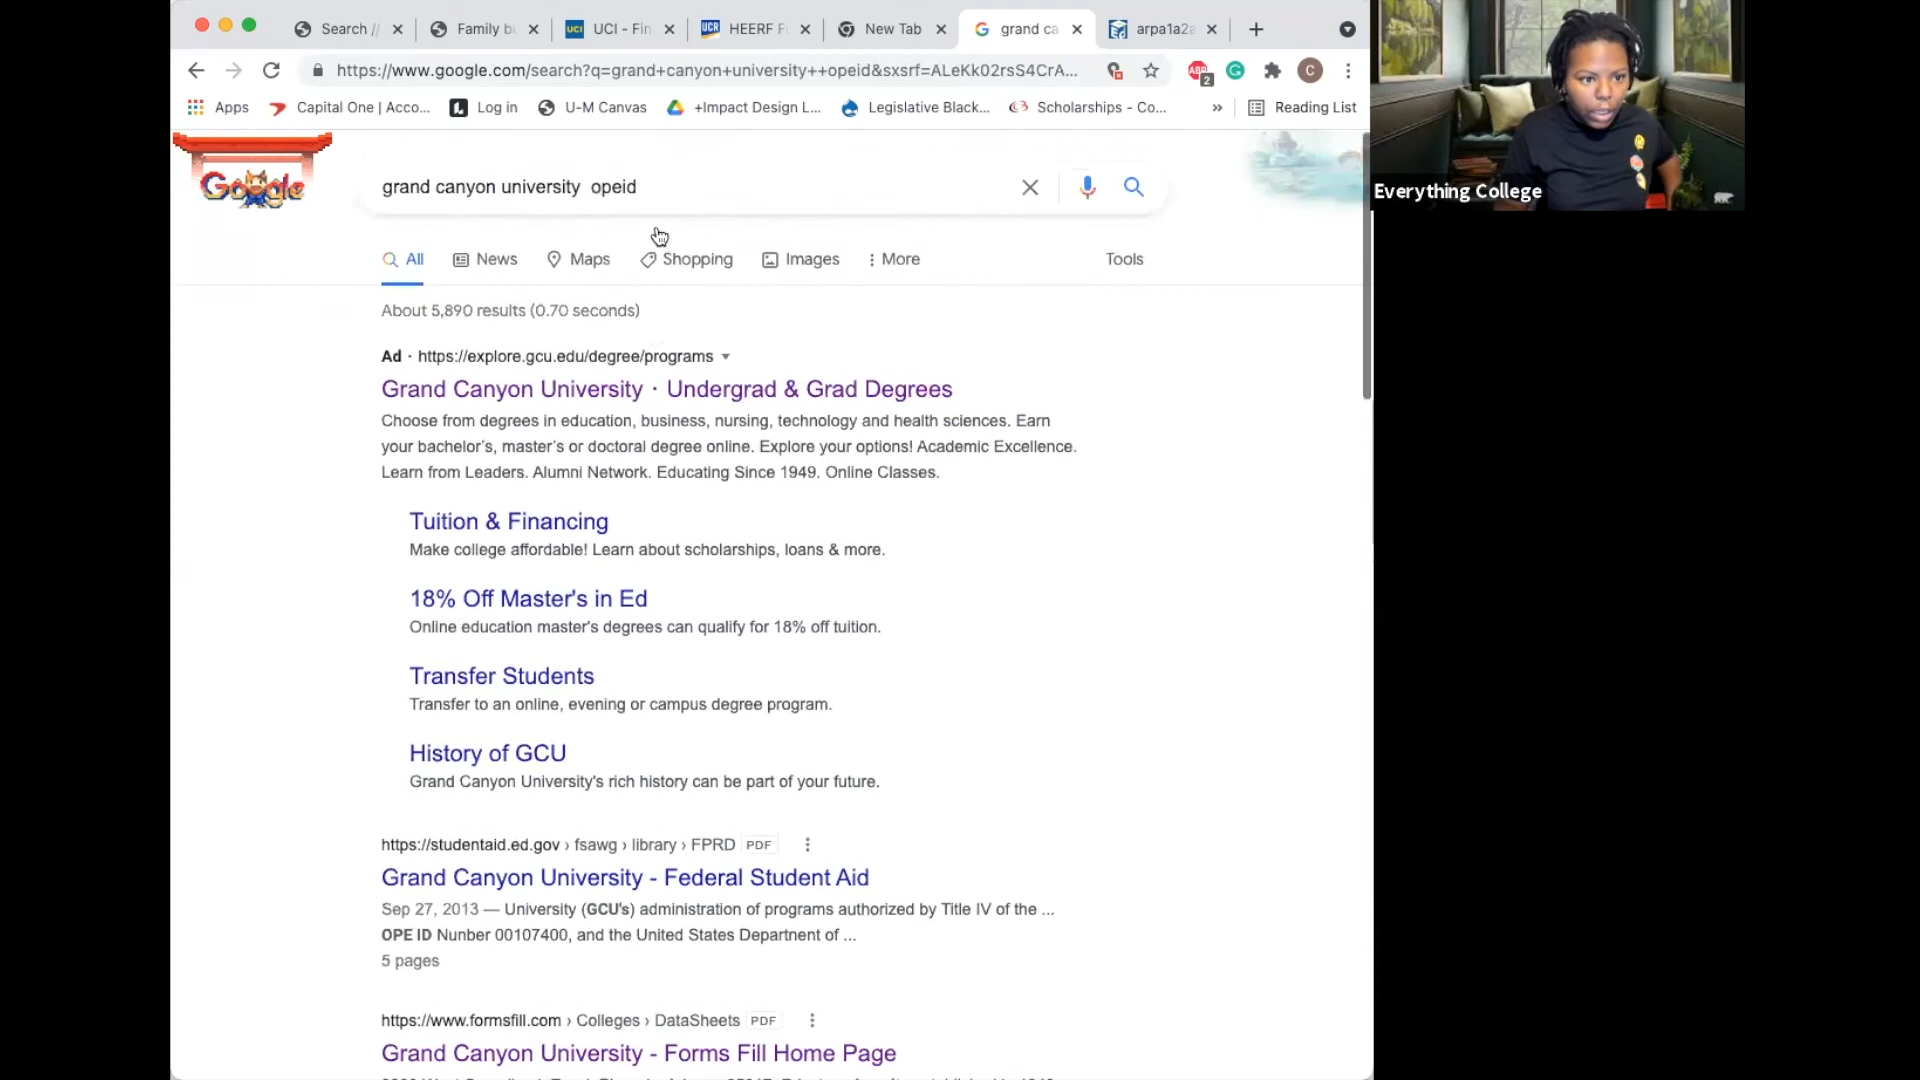 Search //
Family bu
UCI
UCI - Fin
UCR
HEERF F
New Tab
grand ca
arpa1a2a
https://www.google.com/search?q=grand+canyon+university++opeid&sxsrf=ALeKk02rsS4CrA...
ABP
2
C
Apps
Capital One | Acco...
Log in
U-M Canvas
+Impact Design L...
Legislative Black...
Scholarships - Co...
»
Reading List
Google
grand canyon university  opeid
All
News
Maps
Shopping
Images
More
Tools
About 5,890 results (0.70 seconds)
Ad · https://explore.gcu.edu/degree/programs
Grand Canyon University · Undergrad & Grad Degrees
Choose from degrees in education, business, nursing, technology and health sciences. Earn
your bachelor's, master's or doctoral degree online. Explore your options! Academic Excellence.
Learn from Leaders. Alumni Network. Educating Since 1949. Online Classes.
Tuition & Financing
Make college affordable! Learn about scholarships, loans & more.
18% Off Master's in Ed
Online education master's degrees can qualify for 18% off tuition.
Transfer Students
Transfer to an online, evening or campus degree program.
History of GCU
Grand Canyon University's rich history can be part of your future.
https://studentaid.ed.gov › fsawg › library › FPRD PDF
Grand Canyon University - Federal Student Aid
Sep 27, 2013 — University (GCU's) administration of programs authorized by Title IV of the ...
OPE ID Nunber 00107400, and the United States Department of ...
5 pages
https://www.formsfill.com › Colleges › DataSheets PDF
Grand Canyon University - Forms Fill Home Page
Everything College